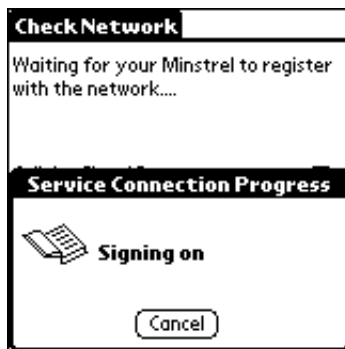 Check Network
Waiting for your Minstrel to register
with the network....
Service Connection Progress
Signing on
Cancel